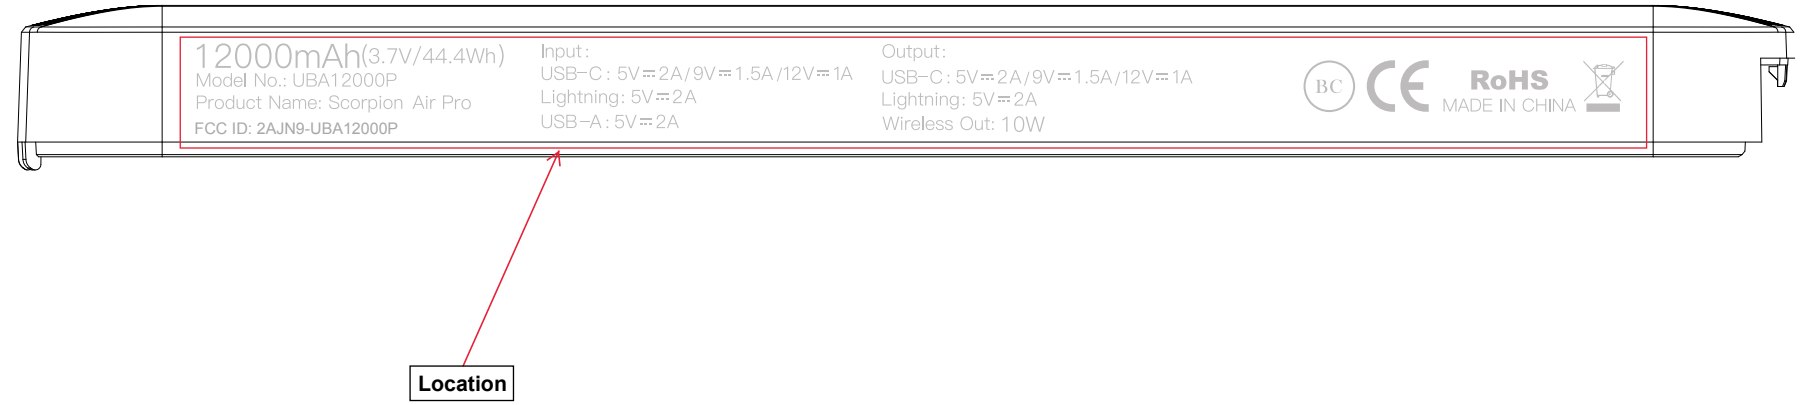 12000mAh(3.7V/44.4Wh)
Model No.: UBA12000P
Product Name: Scorpion Air Pro
FCC ID: 2AJN9-UBA12000P
Input:
USB-C: 5V⎓2A/9V⎓1.5A/12V⎓1A
Lightning: 5V⎓2A
USB-A: 5V⎓2A
Output:
USB-C: 5V⎓2A/9V⎓1.5A/12V⎓1A
Lightning: 5V⎓2A
Wireless Out: 10W
BC
CE
RoHS
MADE IN CHINA
Location